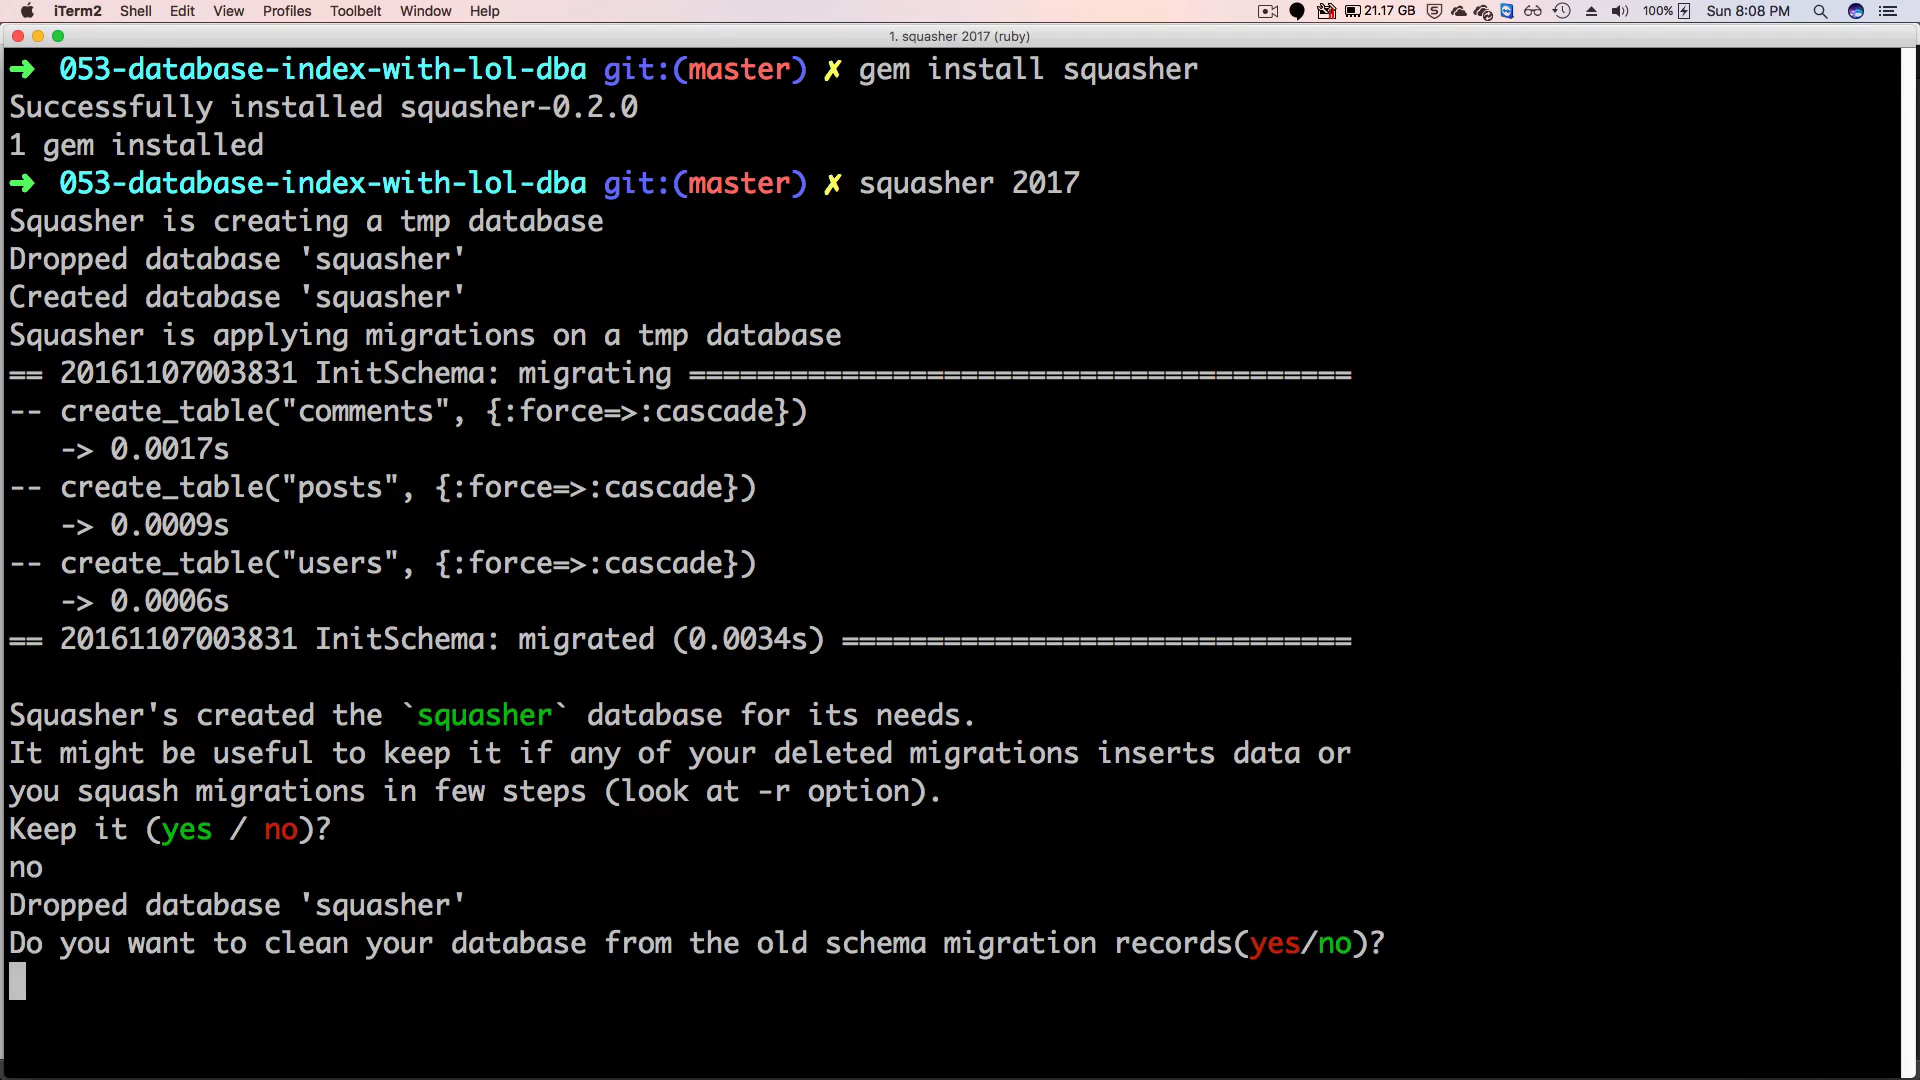 iTerm2 Shell Edit View Profiles Toolbelt Window Help 21.17 GB 100% Sun 8:08 PM
1. squasher 2017 (ruby)
➜ 053-database-index-with-lol-dba git:(master) ✗ gem install squasher
Successfully installed squasher-0.2.0
1 gem installed
➜ 053-database-index-with-lol-dba git:(master) ✗ squasher 2017
Squasher is creating a tmp database
Dropped database 'squasher'
Created database 'squasher'
Squasher is applying migrations on a tmp database
== 20161107003831 InitSchema: migrating =======================================
-- create_table("comments", {:force=>:cascade})
   -> 0.0017s
-- create_table("posts", {:force=>:cascade})
   -> 0.0009s
-- create_table("users", {:force=>:cascade})
   -> 0.0006s
== 20161107003831 InitSchema: migrated (0.0034s) ==============================
Squasher's created the `squasher` database for its needs.
It might be useful to keep it if any of your deleted migrations inserts data or
you squash migrations in few steps (look at -r option).
Keep it (yes / no)?
no
Dropped database 'squasher'
Do you want to clean your database from the old schema migration records(yes/no)?